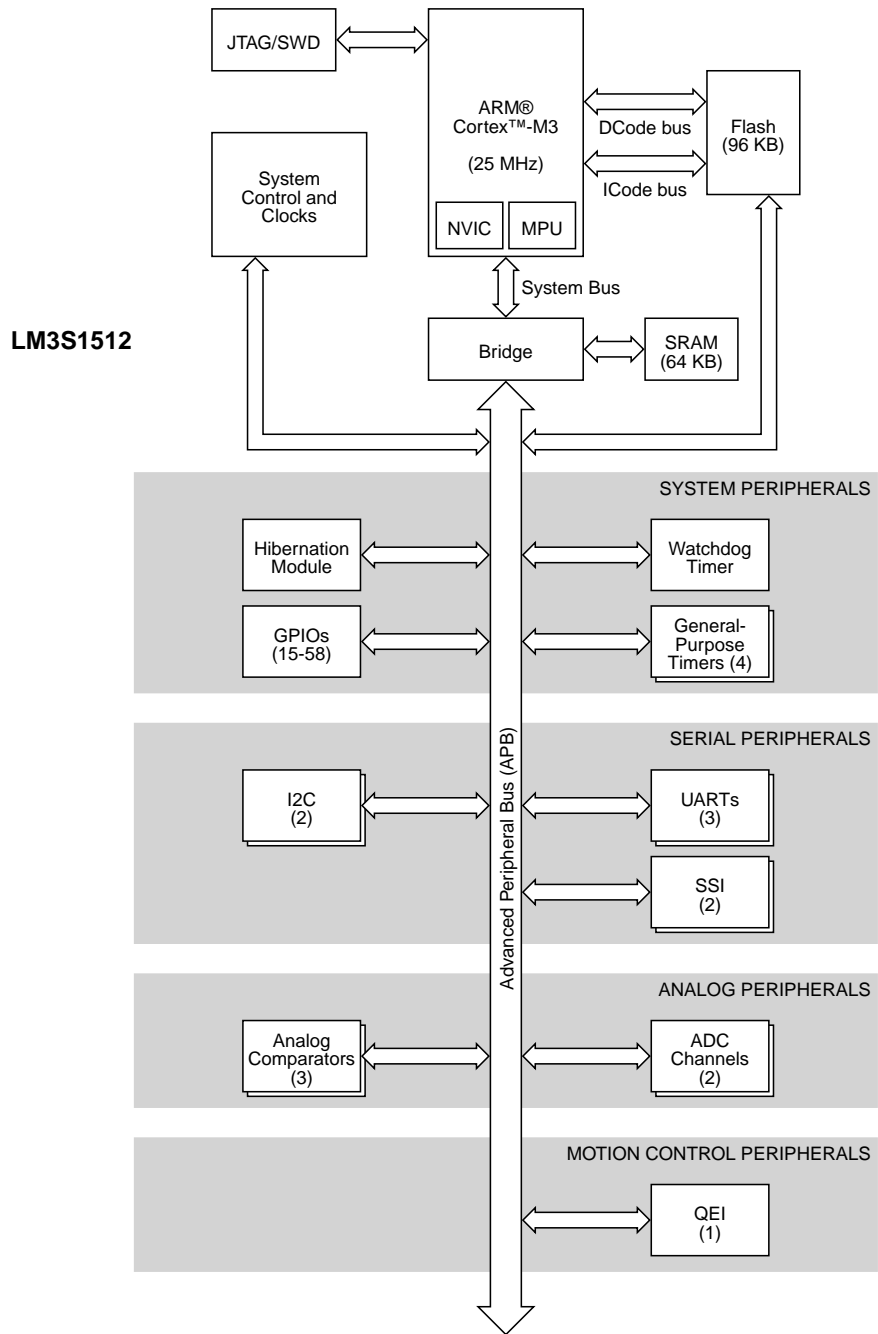 JTAG/SWD
ARM®
Cortex™-M3
(25 MHz)
NVIC
MPU
DCode bus
ICode bus
Flash
(96 KB)
System
Control and
Clocks
System Bus
LM3S1512
Bridge
SRAM
(64 KB)
SYSTEM PERIPHERALS
Hibernation
Module
Watchdog
Timer
GPIOs
(15-58)
General-
Purpose
Timers (4)
Advanced Peripheral Bus (APB)
SERIAL PERIPHERALS
I2C
(2)
UARTs
(3)
SSI
(2)
ANALOG PERIPHERALS
Analog
Comparators
(3)
ADC
Channels
(2)
MOTION CONTROL PERIPHERALS
QEI
(1)